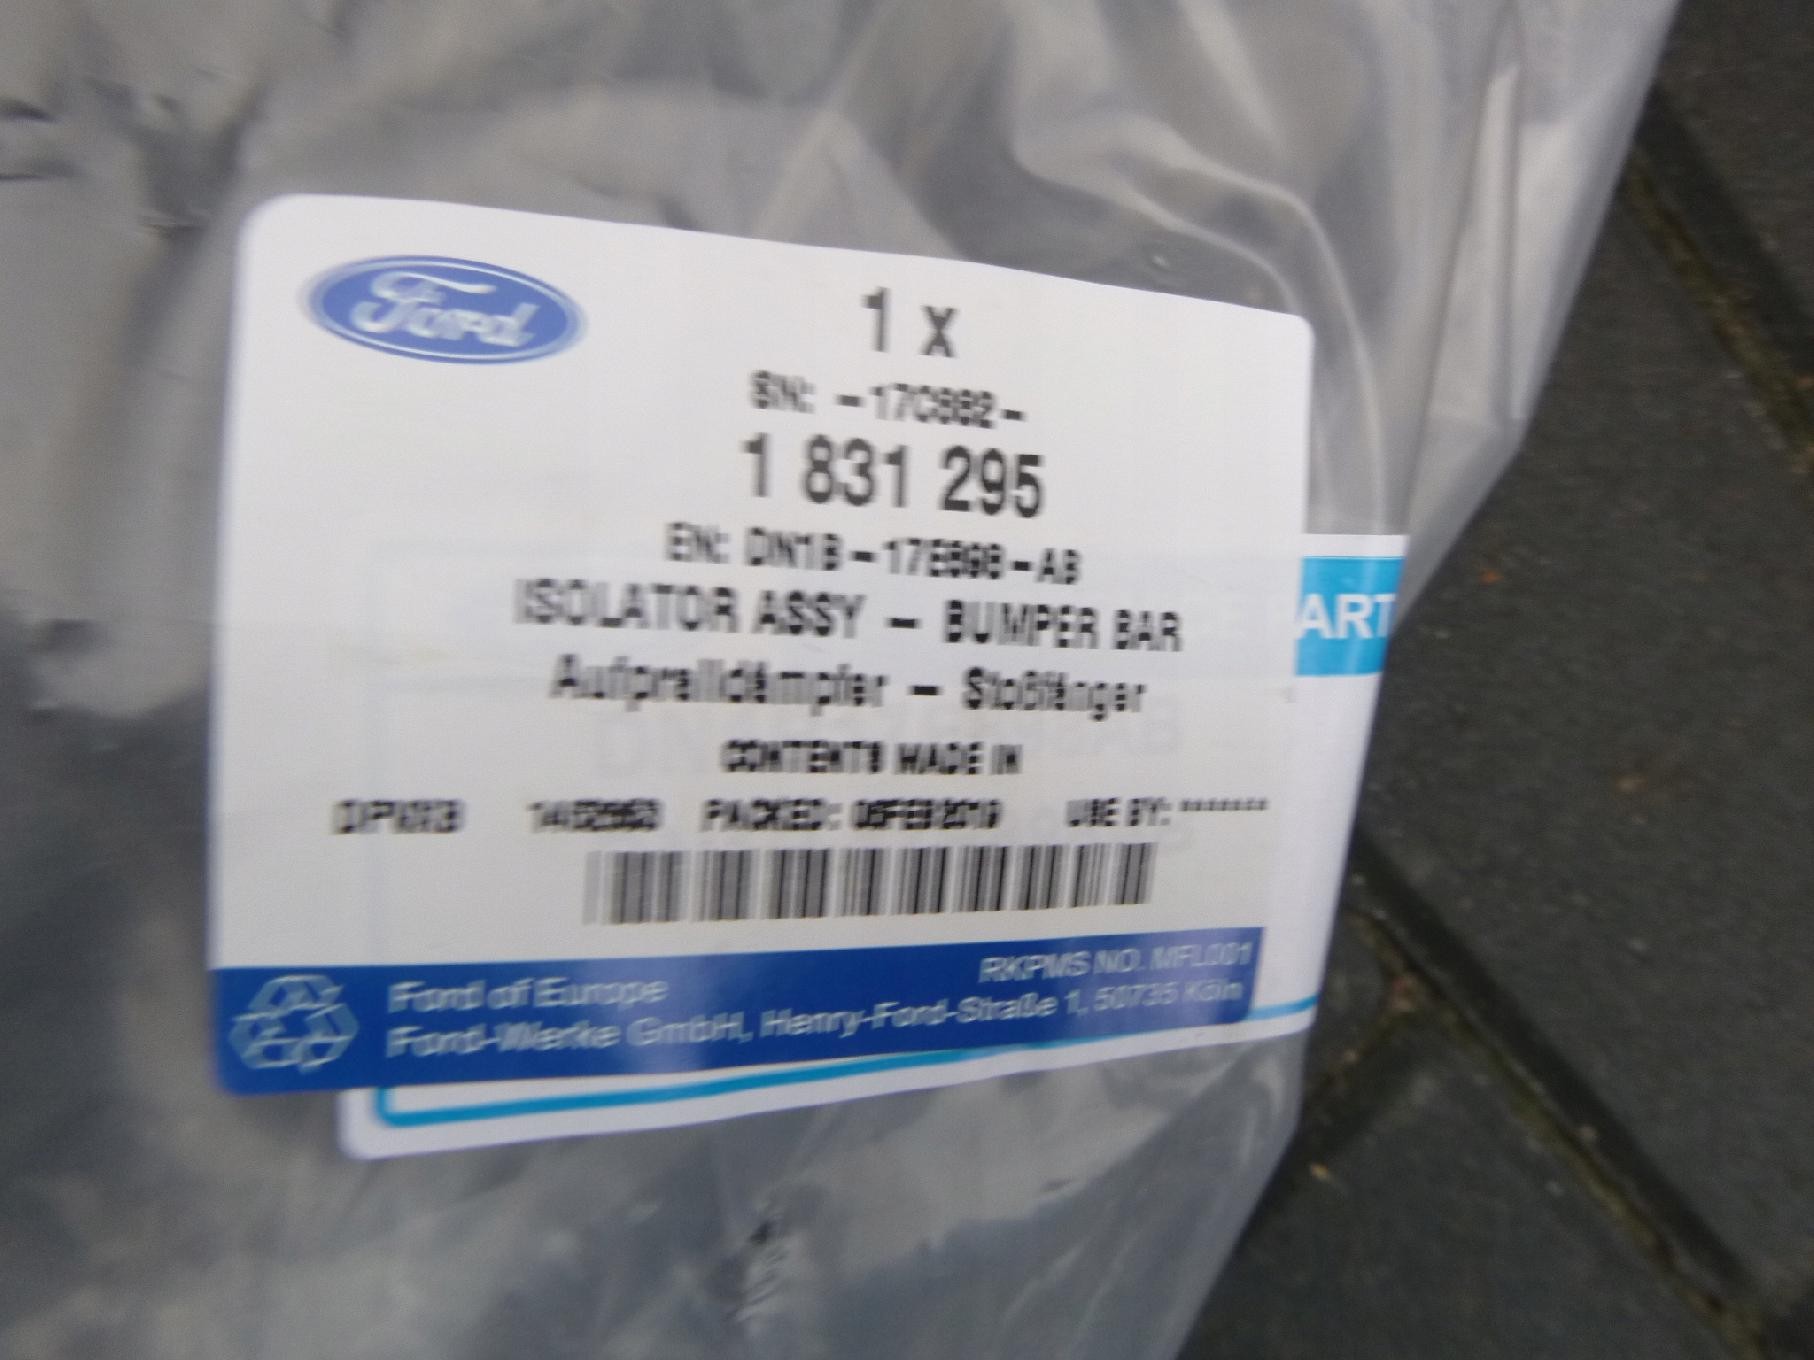 Ford
1 X
SN: -17C882-
1 831 295
EN: DN1B-17E898-AB
ISOLATOR ASSY - BUMPER BAR
Aufpralldämpfer - Stoßfänger
CONTENTS MADE IN
PACKED: USE BY: *******
ART
RKPMS NO. MFL001
Ford of Europe
Ford-Werke GmbH, Henry-Ford-Straße 1, 50735 Köln